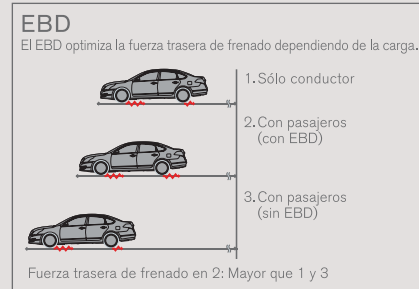 EBD
El EBD optimiza la fuerza trasera de frenado dependiendo de la carga.
1. Sólo conductor
2. Con pasajeros
(con EBD)
3. Con pasajeros
(sin EBD)
Fuerza trasera de frenado en 2: Mayor que 1 y 3